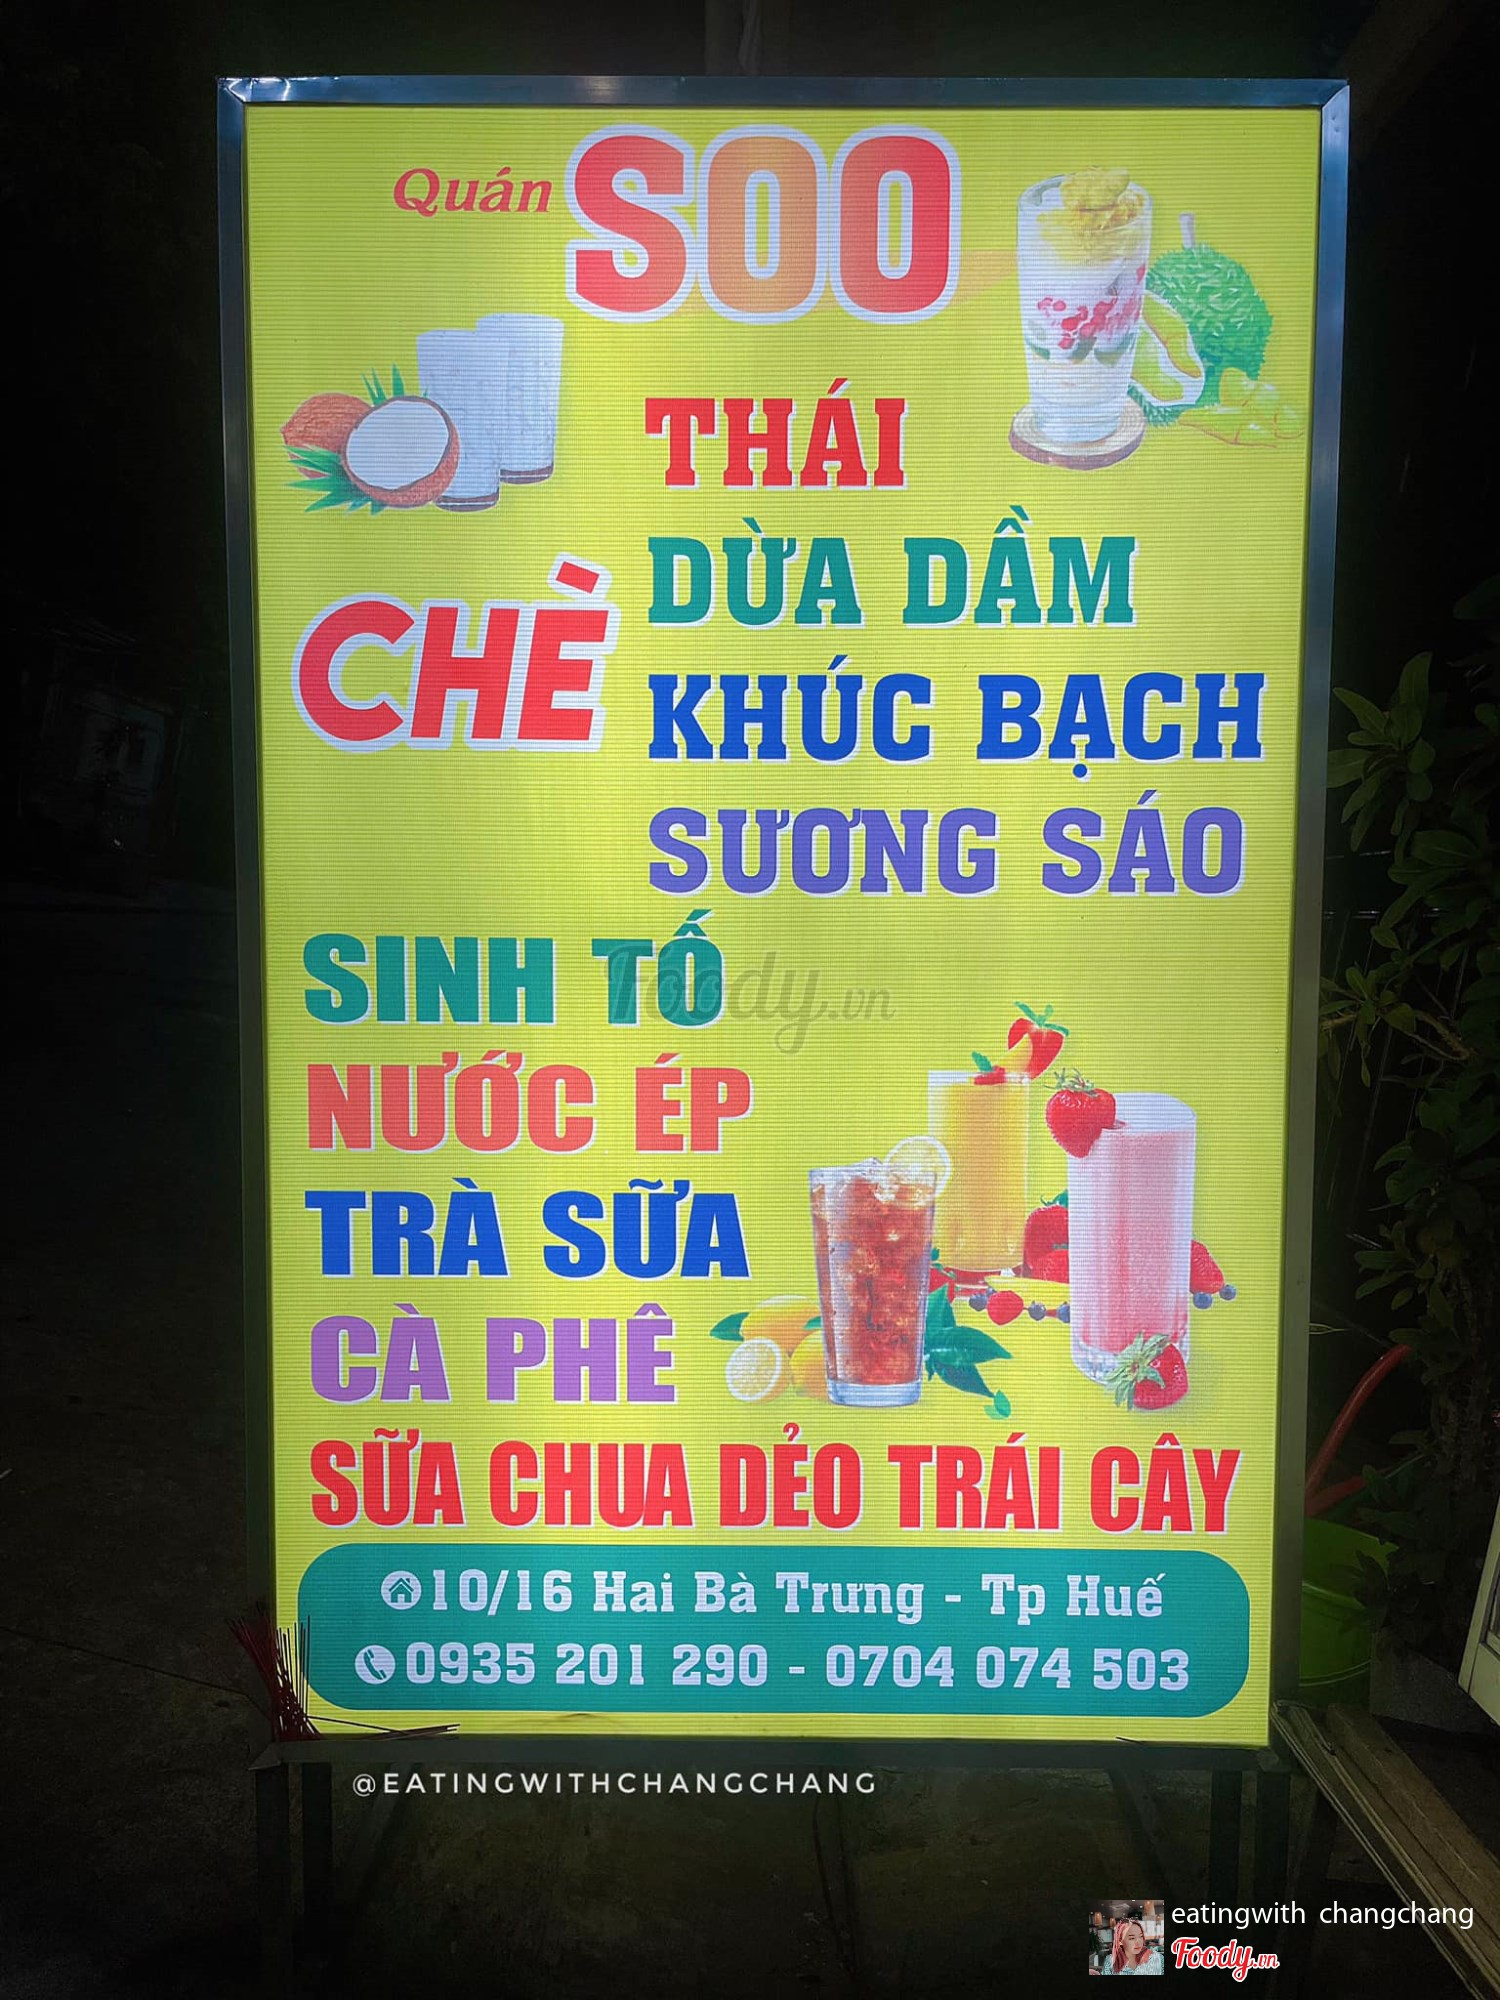 Quán SOO
CHÈ
THÁI
DỪA DẦM
KHÚC BẠCH
SƯƠNG SÁO
SINH TỐ
Foody.vn
NƯỚC ÉP
TRÀ SỮA
CÀ PHÊ
SỮA CHUA DẺO TRÁI CÂY
10/16 Hai Bà Trưng - Tp Huế
0935 201 290 - 0704 074 503
@EATINGWITHCHANGCHANG
eatingwith changchang
Foody.vn